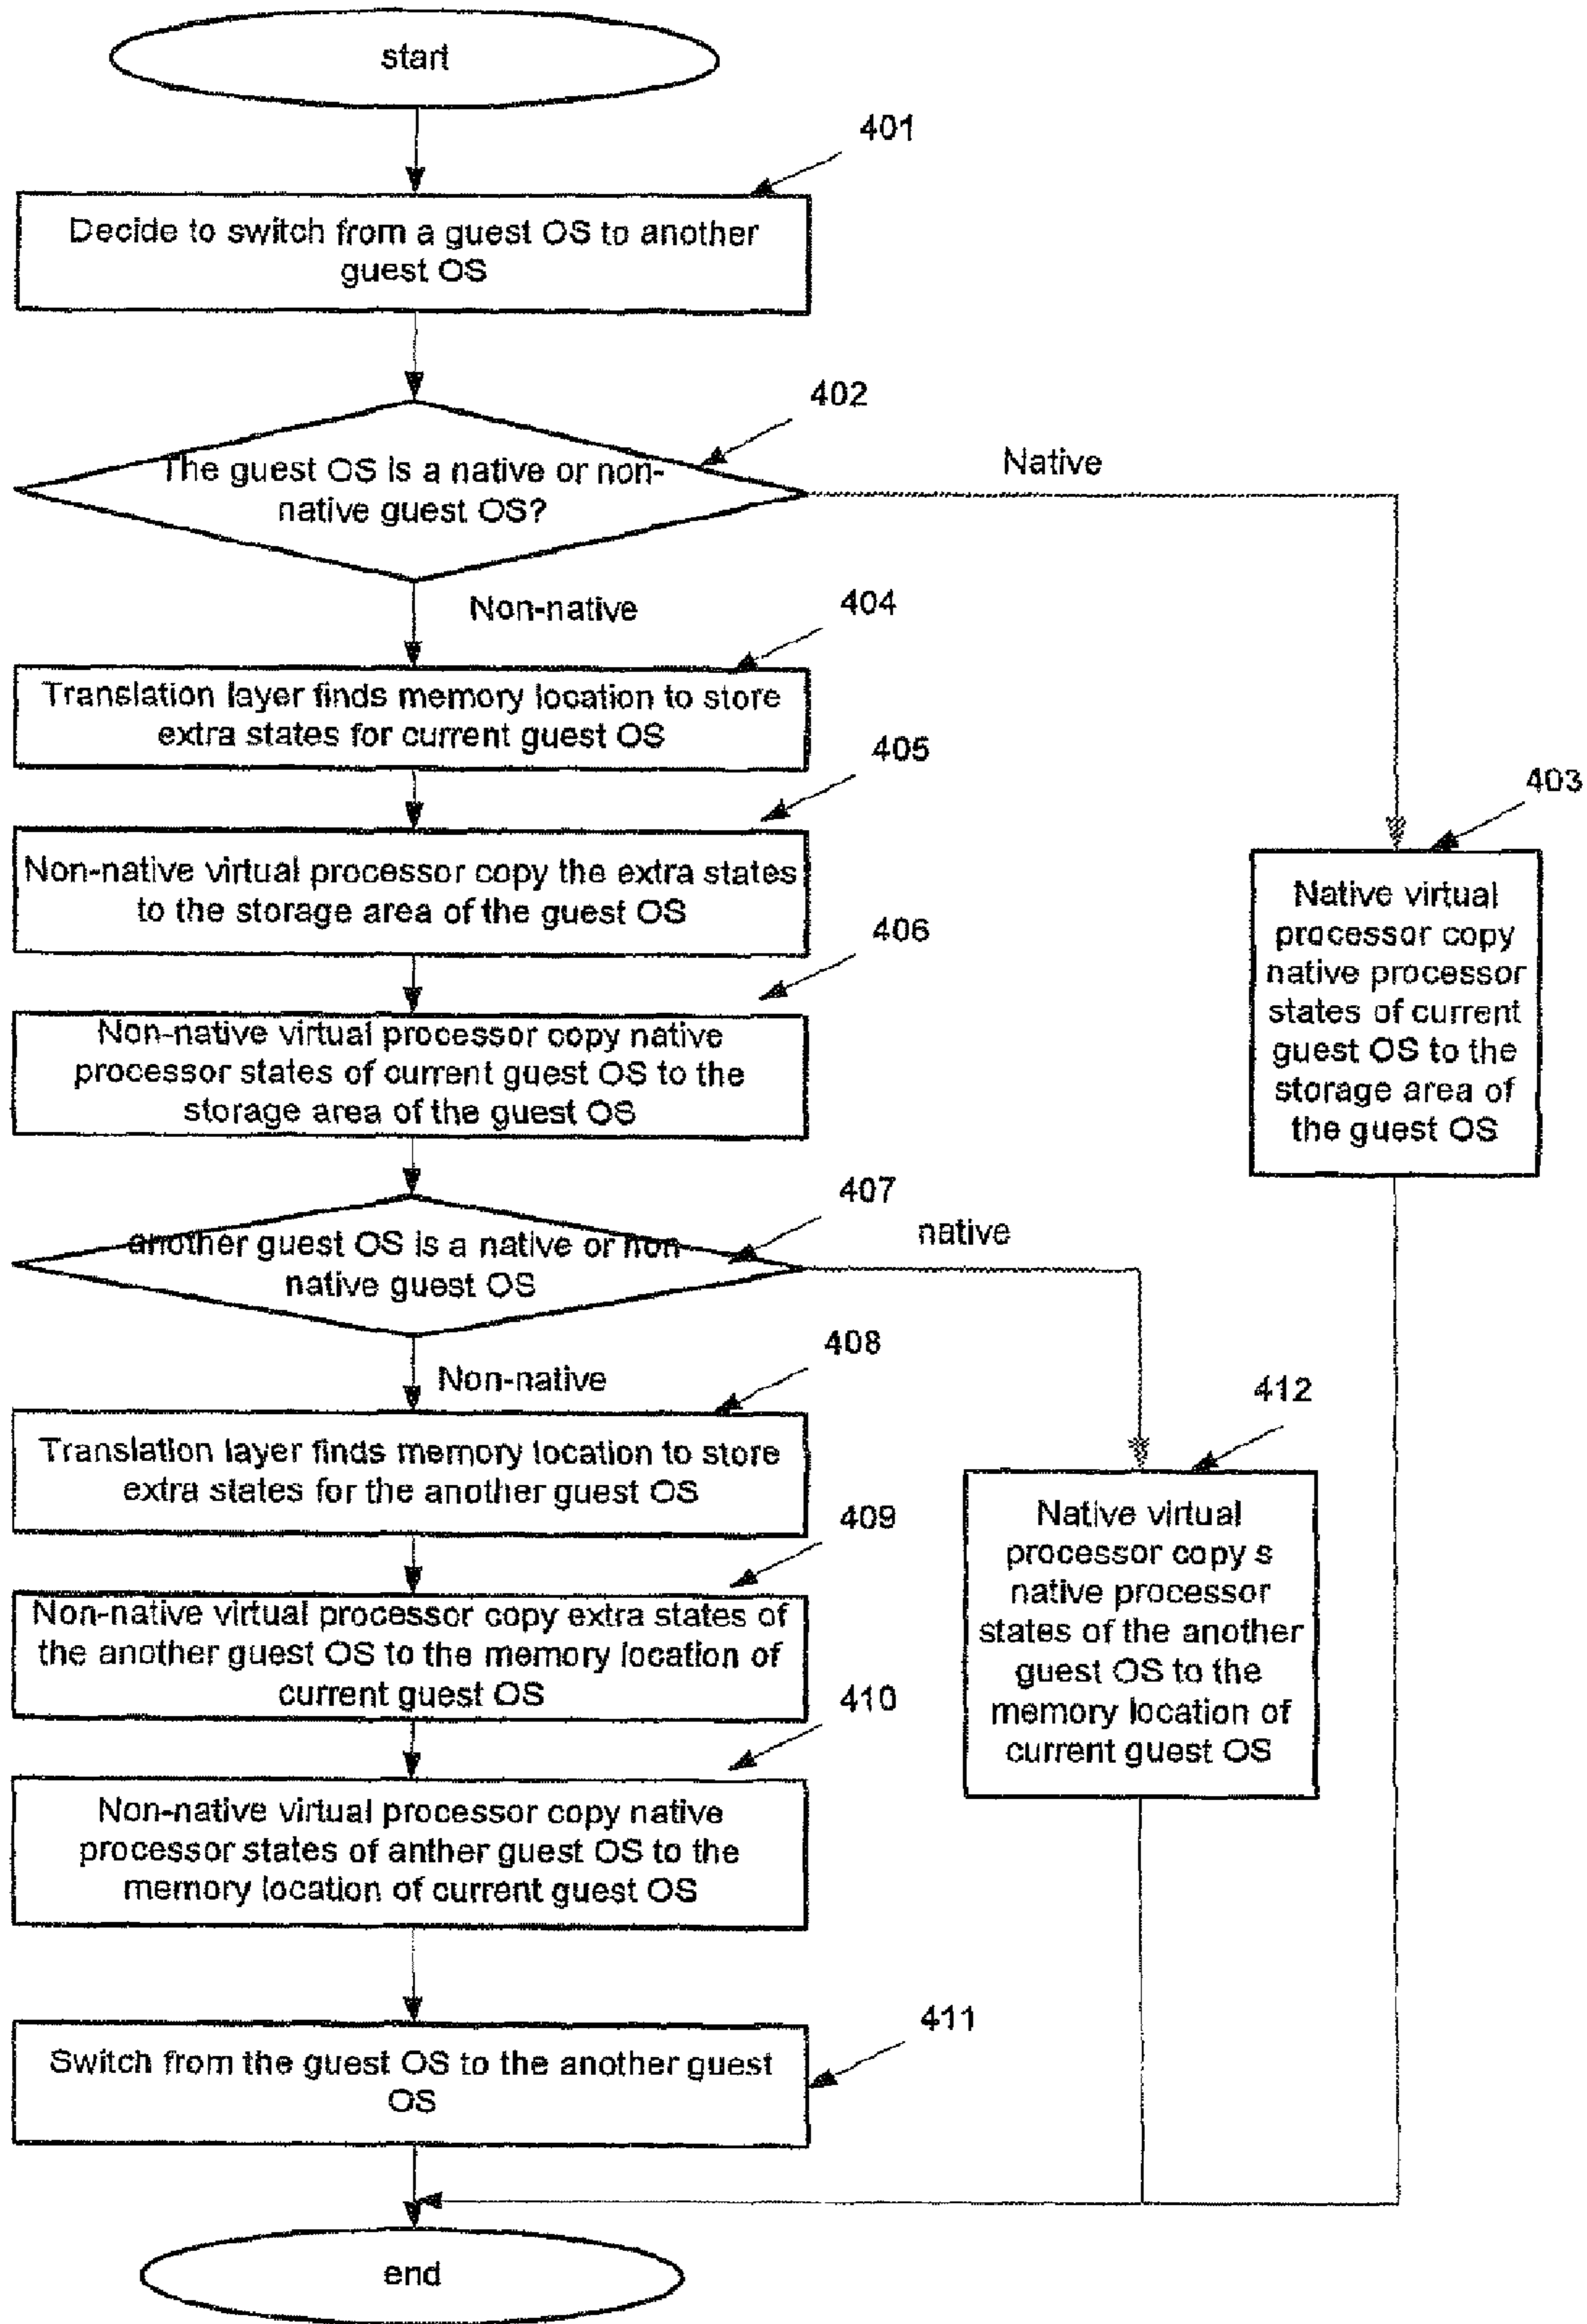 start
401
Decide to switch from a guest OS to another
guest OS
402
The guest OS is a native or non-
native guest OS?
Native
Non-native
404
Translation layer finds memory location to store
extra states for current guest OS
405
403
Non-native virtual processor copy the extra states
to the storage area of the guest OS
Native virtual
processor copy
native processor
states of current
guest OS to the
storage area of
the guest OS
406
Non-native virtual processor copy native
processor states of current guest OS to the
storage area of the guest OS
407
another guest OS is a native or non-
native guest OS
native
Non-native
408
Translation layer finds memory location to store
extra states for the another guest OS
412
Native virtual
processor copy s
native processor
states of the another
guest OS to the
memory location of
current guest OS
409
Non-native virtual processor copy extra states of
the another guest OS to the memory location of
current guest OS
410
Non-native virtual processor copy native
processor states of anther guest OS to the
memory location of current guest OS
411
Switch from the guest OS to the another guest
OS
end